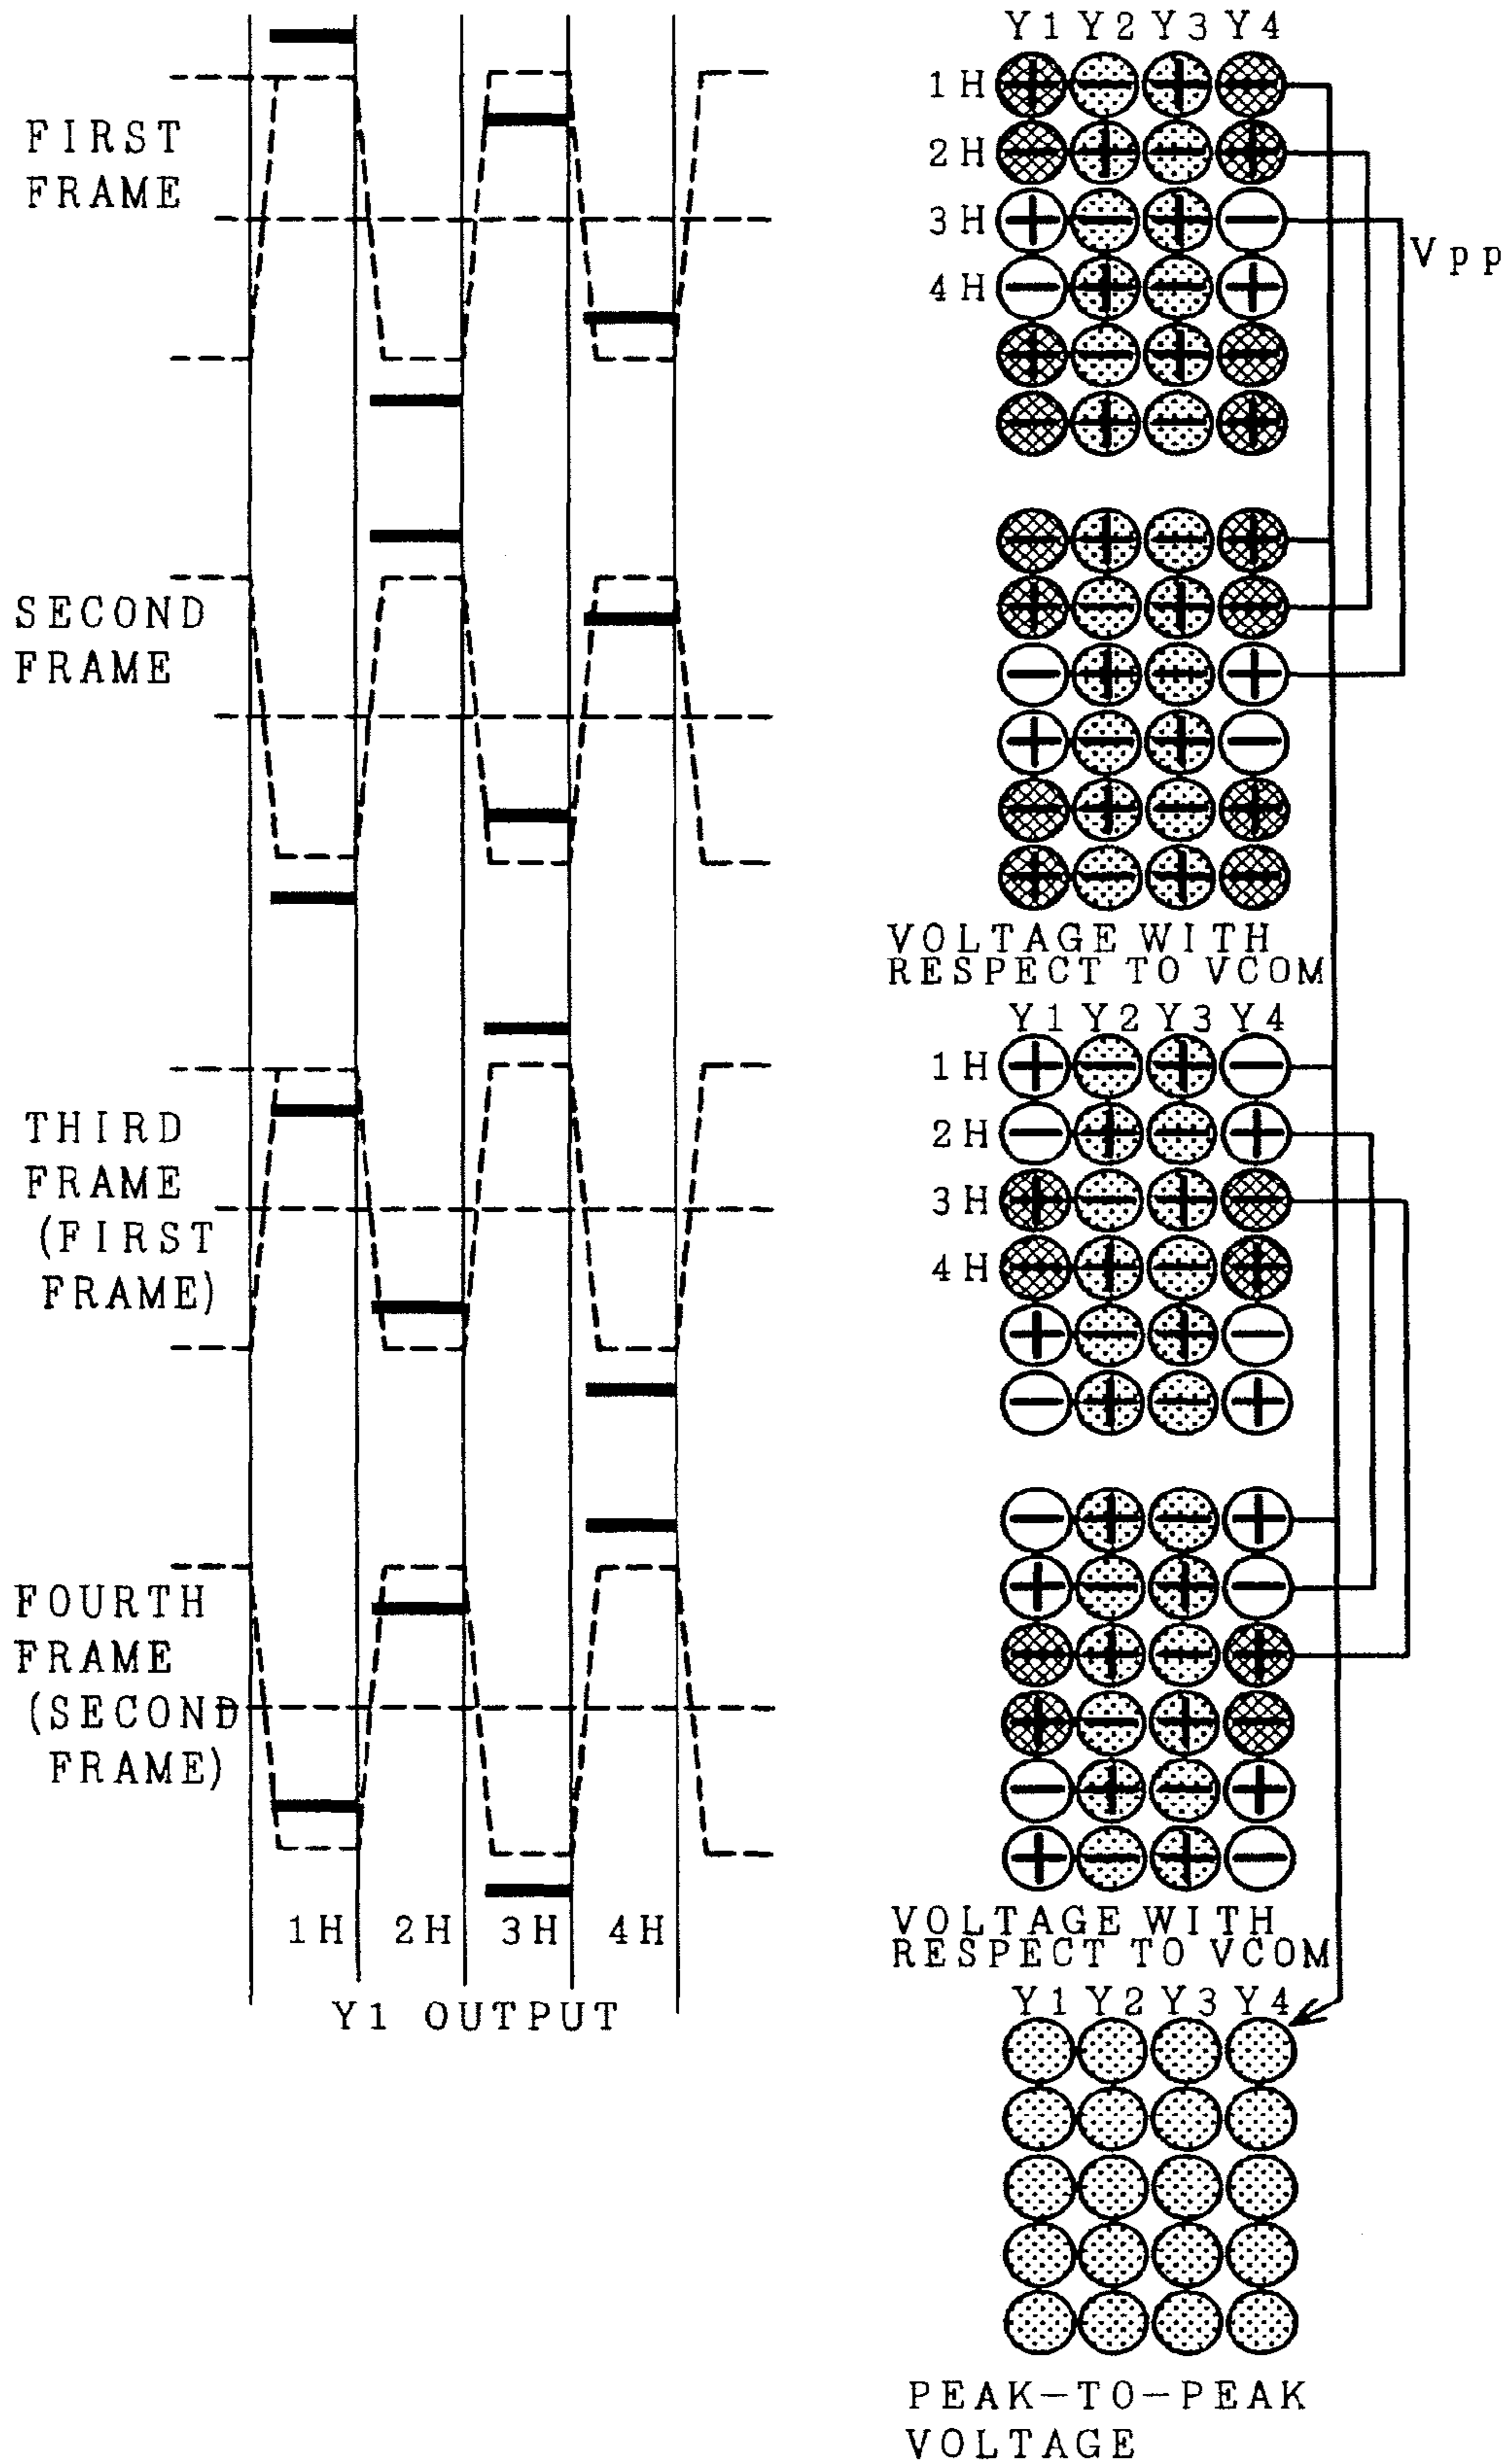 FIRST
FRAME
SECOND
FRAME
THIRD
FRAME
(FIRST
FRAME)
FOURTH
FRAME
(SECOND
FRAME)
1H 2H 3H 4H
Y1 OUTPUT
Y1 Y2 Y3 Y4
1H
2H
3H
4H
Vpp
VOLTAGE WITH
RESPECT TO VCOM
Y1 Y2 Y3 Y4
1H
2H
3H
4H
VOLTAGE WITH
RESPECT TO VCOM
Y1 Y2 Y3 Y4
PEAK-TO-PEAK
VOLTAGE